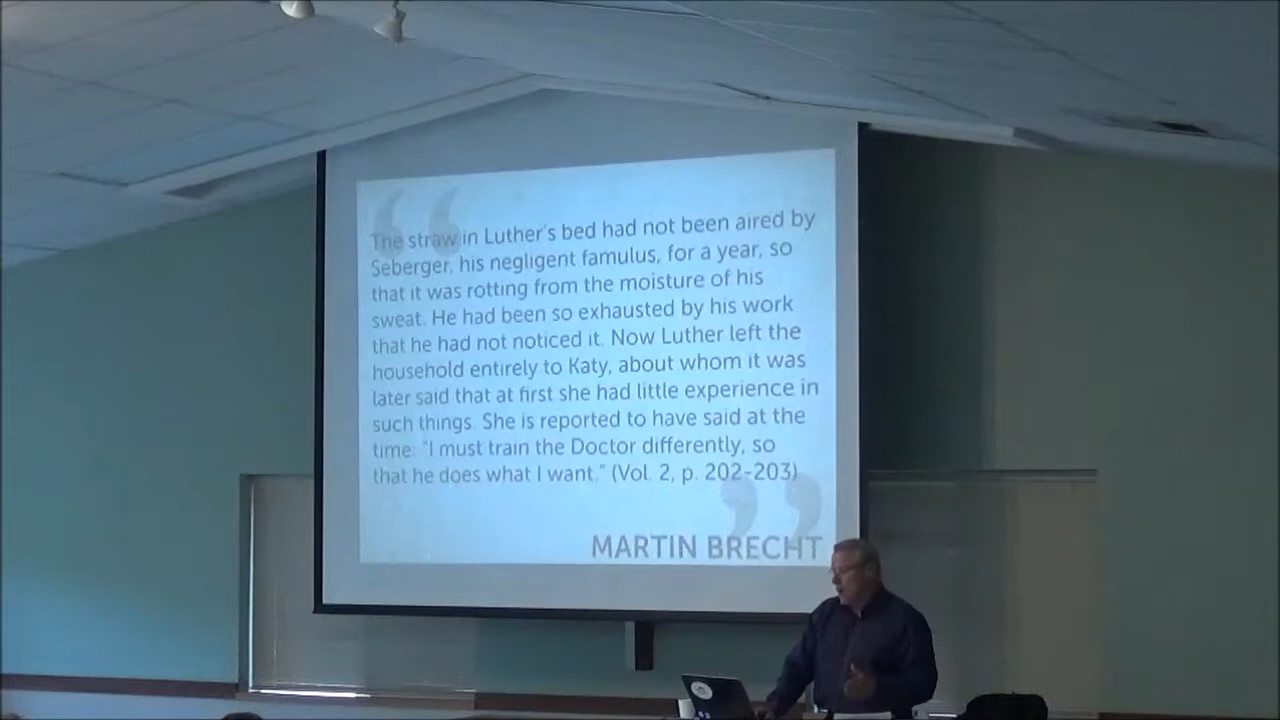 The straw in Luther's bed had not been aired by
Seberger, his negligent famulus, for a year, so
that it was rotting from the moisture of his
sweat. He had been so exhausted by his work
that he had not noticed it. Now Luther left the
household entirely to Katy, about whom it was
later said that at first she had little experience in
such things. She is reported to have said at the
time: "I must train the Doctor differently, so
that he does what I want." (Vol. 2, p. 202-203)
MARTIN BRECHT